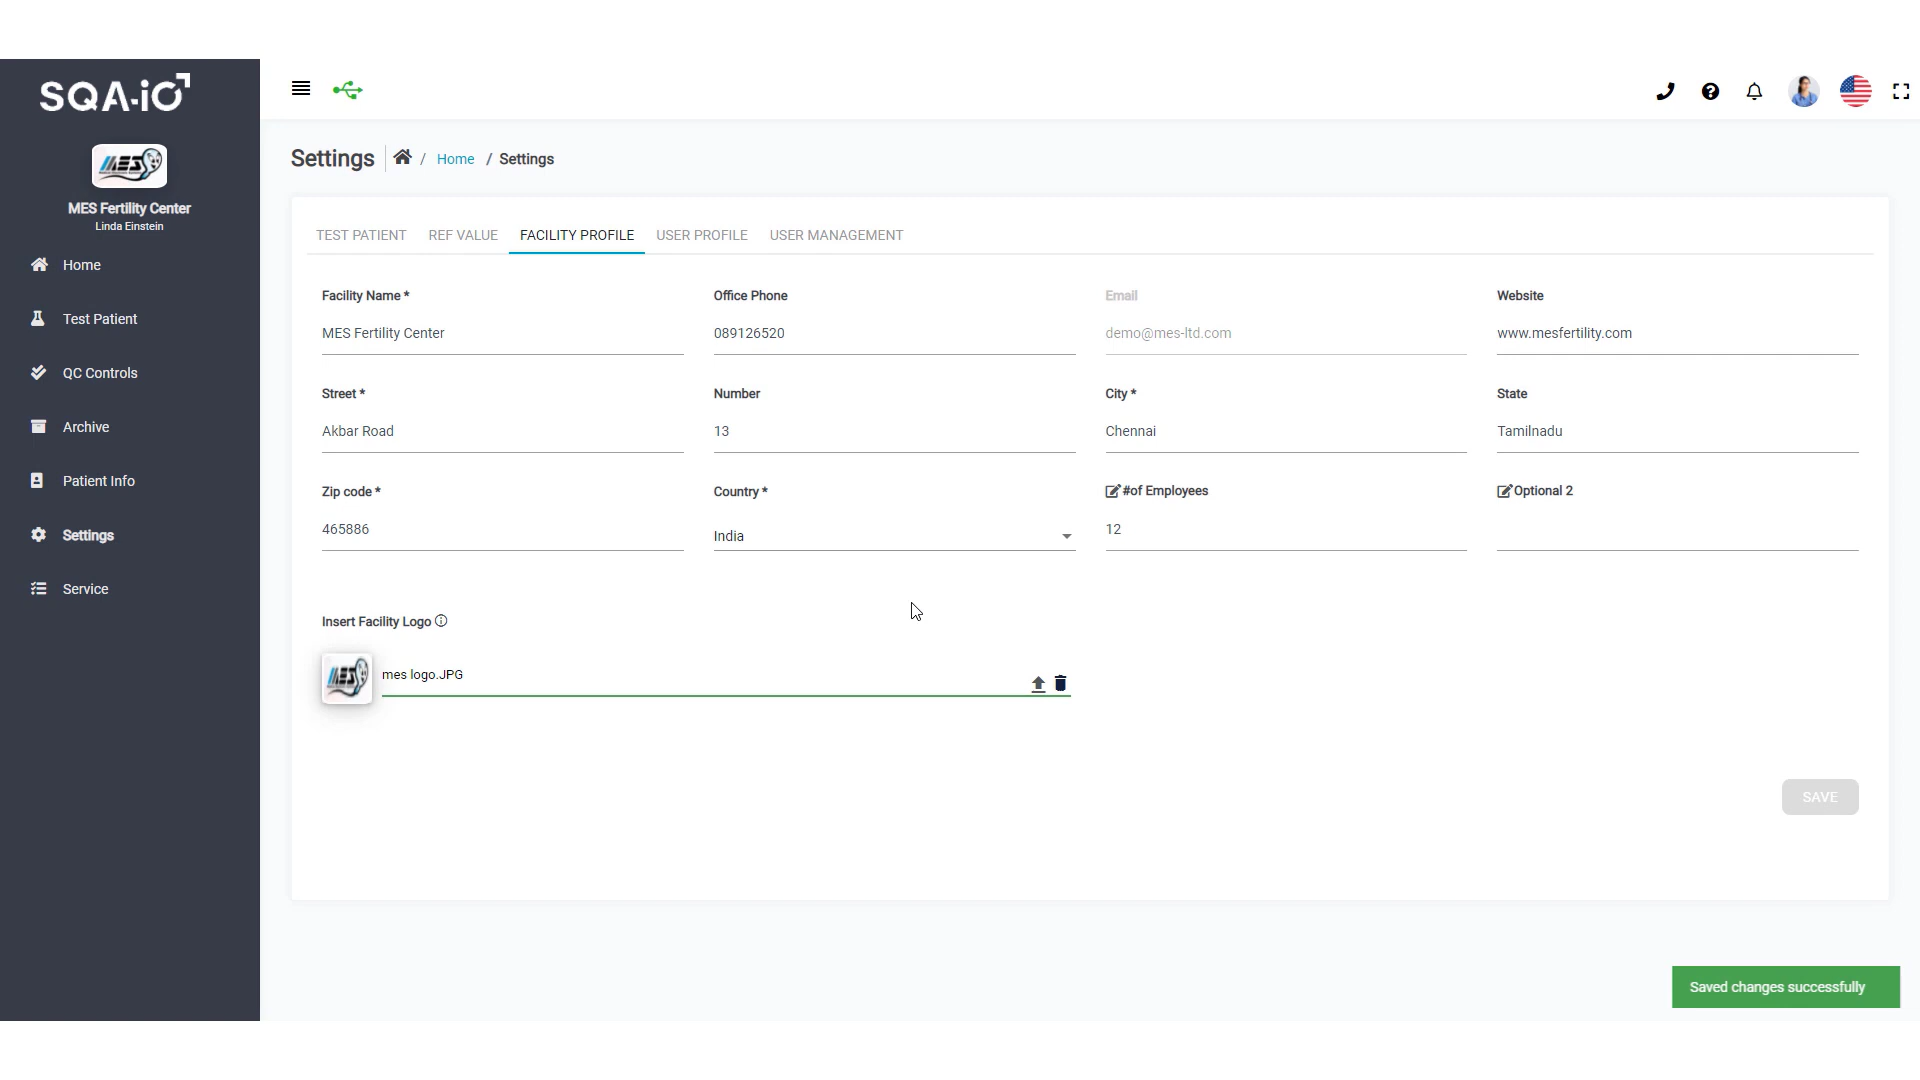 SQA-iO
MES
MES Fertility Center
Linda Einstein
Home
Test Patient
QC Controls
Archive
Patient Info
Settings
Service
Settings / Home / Settings
TEST PATIENT REF VALUE FACILITY PROFILE USER PROFILE USER MANAGEMENT
Facility Name * Office Phone Email Website
MES Fertility Center 089126520 demo@mes-ltd.com www.mesfertility.com
Street * Number City * State
Akbar Road 13 Chennai Tamilnadu
Zip code * Country * #of Employees Optional 2
465886 India 12
Insert Facility Logo
MES
mes logo.JPG
SAVE
Saved changes successfully